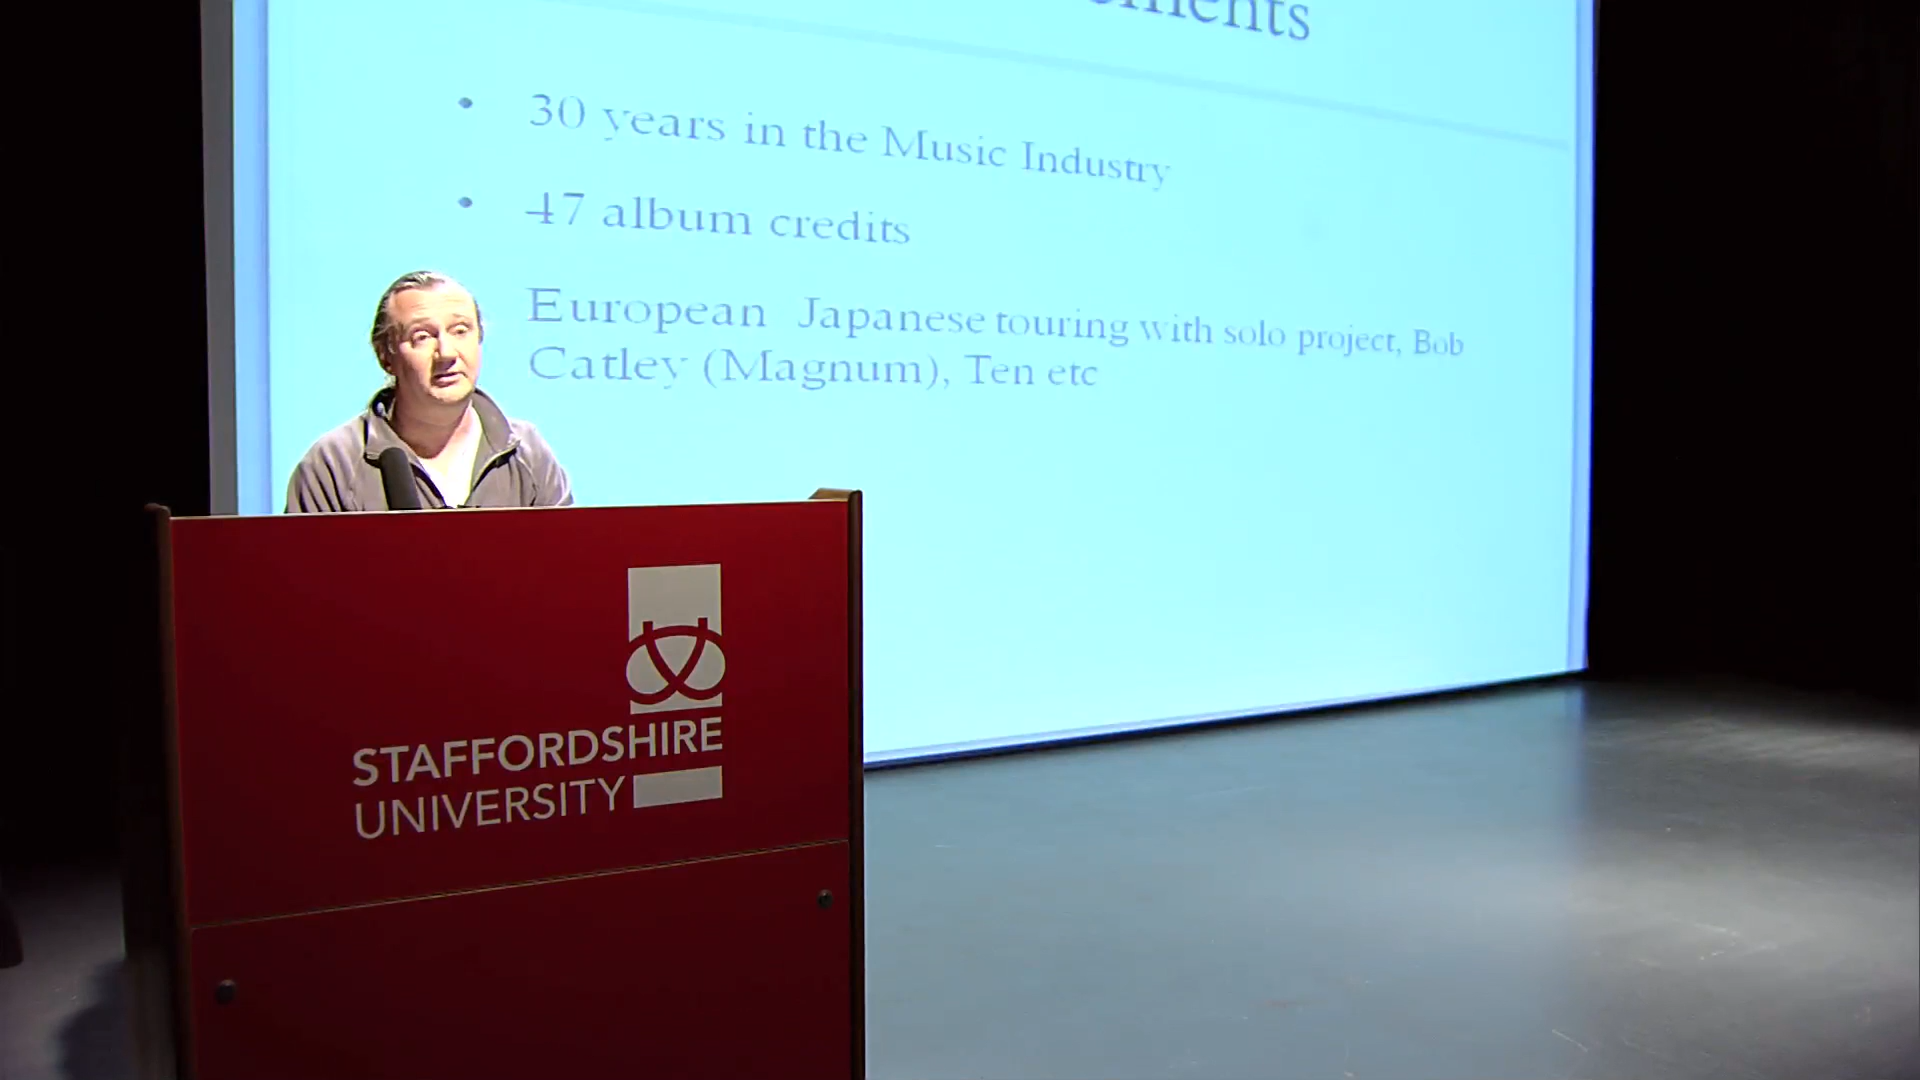 • 30 years in the Music Industry
• 47 album credits
European Japanese touring with solo project, Bob
Catley (Magnum), Ten etc
STAFFORDSHIRE
UNIVERSITY